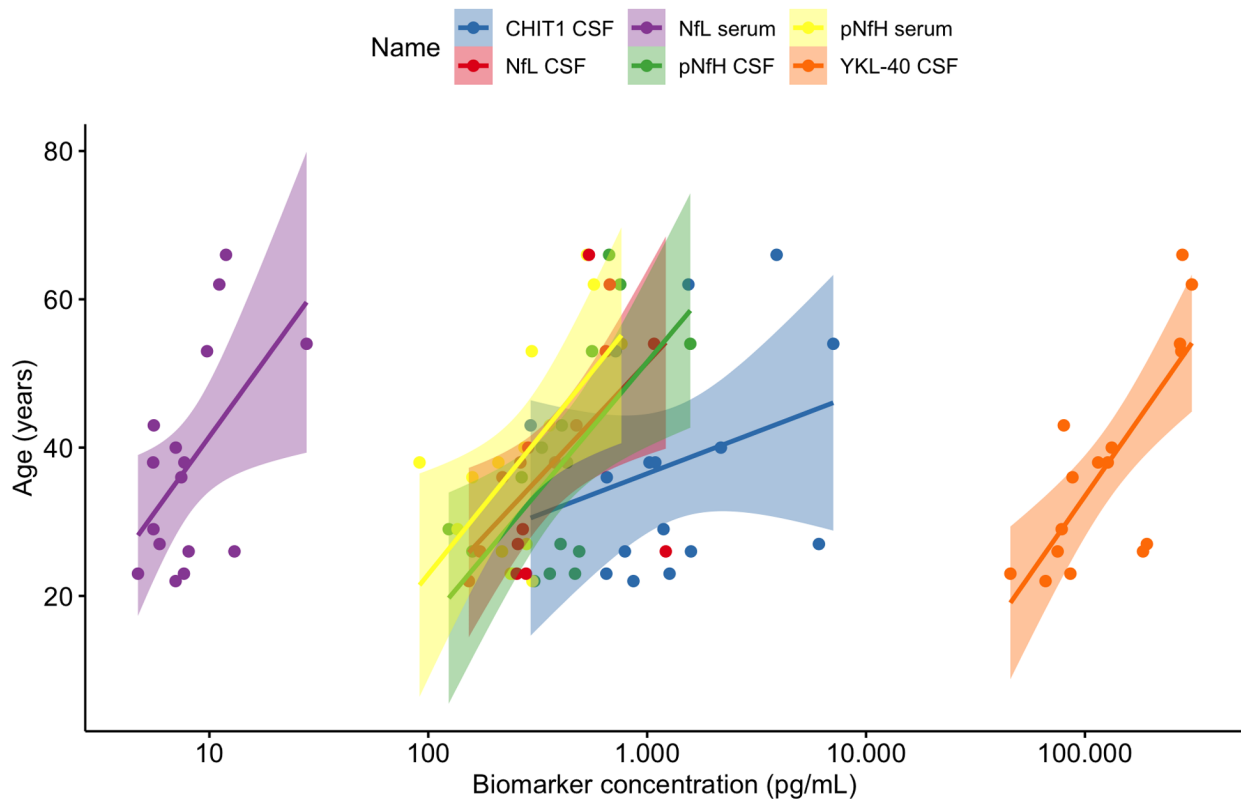 Name
CHIT1 CSF
NfL serum
pNfH serum
NfL CSF
pNfH CSF
YKL-40 CSF
80
60
40
20
Age (years)
10
100
1.000
10.000
100.000
Biomarker concentration (pg/mL)